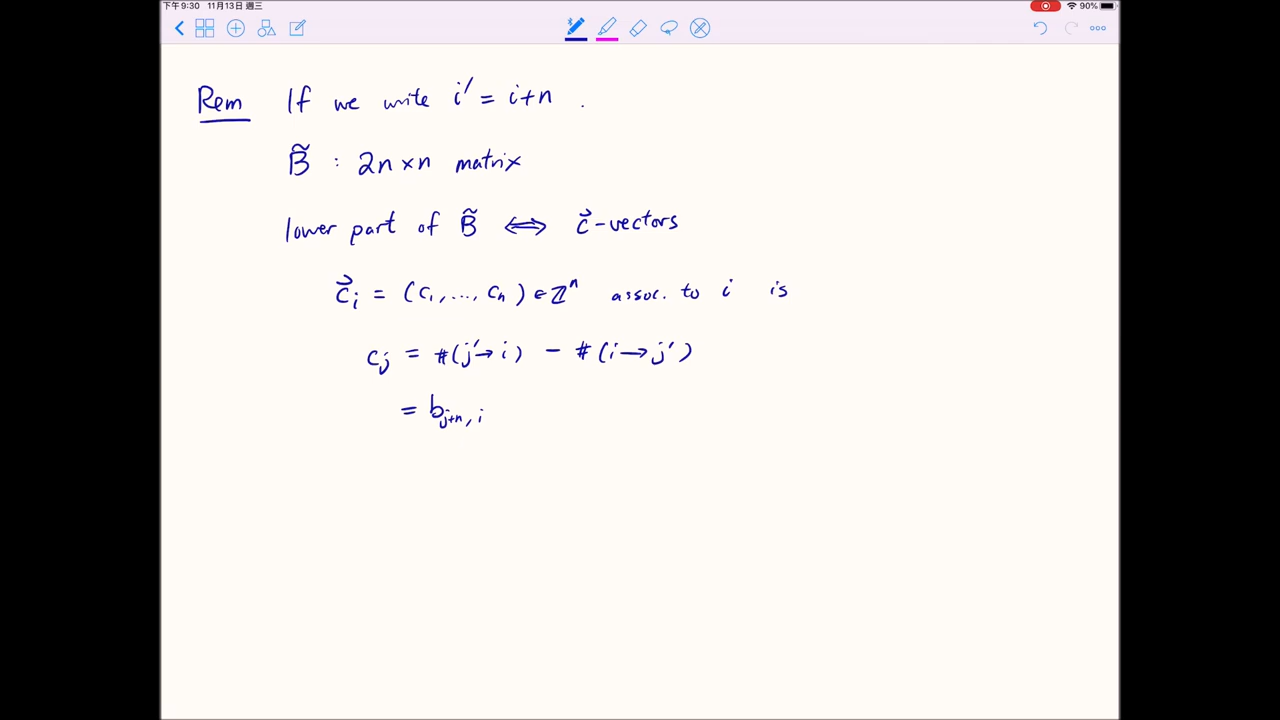 下午9:30 11月13日 週三
90%
Rem If we write i' = i+n .
B̃ : 2n×n matrix
lower part of B̃ ⟺ c⃗-vectors
c⃗ᵢ = (c₁,..., cₙ) ∈ ℤⁿ assoc. to i is
cⱼ = #(j'→i) − #(i→j')
= b_{j+n, i}